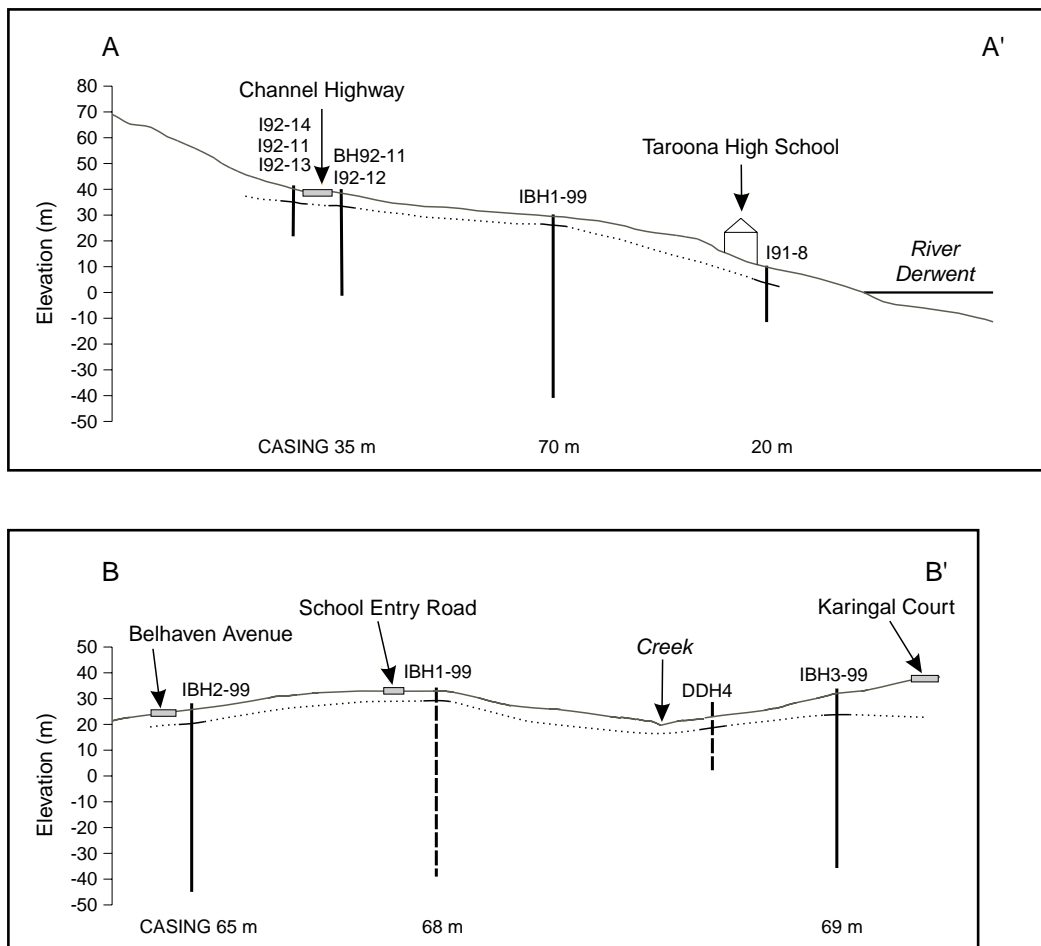 A
A'
Channel Highway
I92-14
I92-11
I92-13
BH92-11
I92-12
IBH1-99
Taroona High School
I91-8
River
Derwent
Elevation (m)
80
70
60
50
40
30
20
10
0
-10
-20
-30
-40
-50
CASING 35 m
70 m
20 m
B
B'
Belhaven Avenue
School Entry Road
Karingal Court
IBH2-99
IBH1-99
Creek
DDH4
IBH3-99
Elevation (m)
50
40
30
20
10
0
-10
-20
-30
-40
-50
CASING 65 m
68 m
69 m